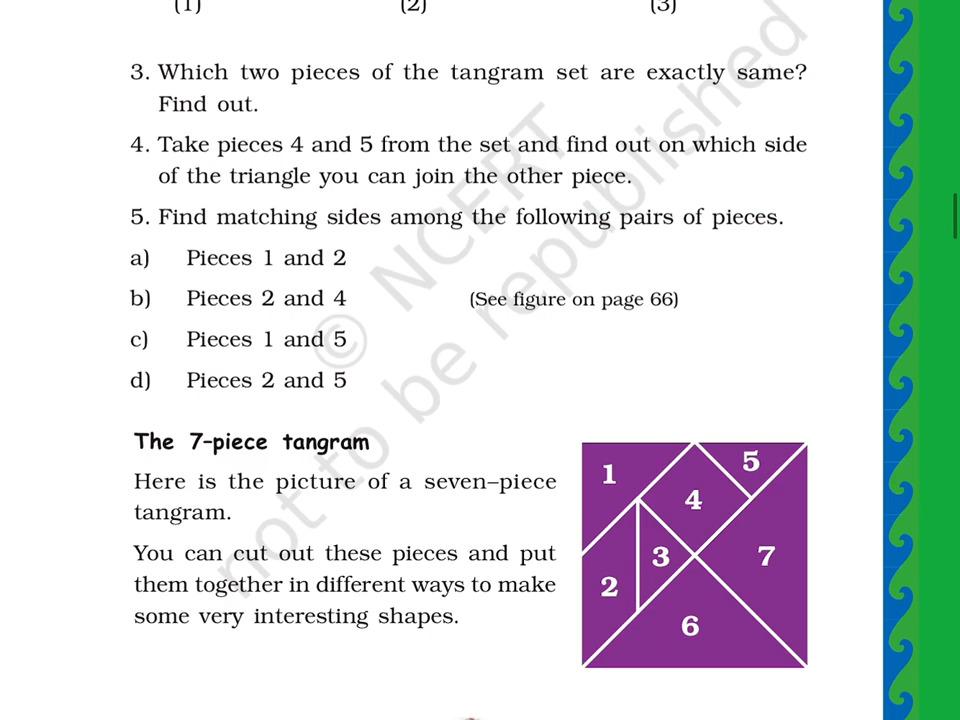 (1) (2) (3)
3. Which two pieces of the tangram set are exactly same?
Find out.
4. Take pieces 4 and 5 from the set and find out on which side
of the triangle you can join the other piece.
5. Find matching sides among the following pairs of pieces.
a) Pieces 1 and 2
b) Pieces 2 and 4 (See figure on page 66)
c) Pieces 1 and 5
d) Pieces 2 and 5
The 7–piece tangram
Here is the picture of a seven–piece
tangram.
You can cut out these pieces and put
them together in different ways to make
some very interesting shapes.
1
5
4
3
7
2
6
© NCERT
not to be republished